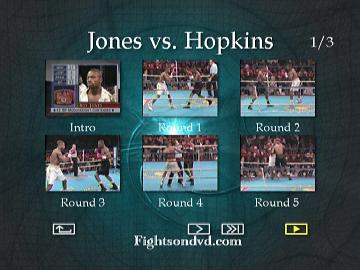 Jones vs. Hopkins
1/3
Intro
Round 1
Round 2
Round 3
Round 4
Round 5
Fightsondvd.com